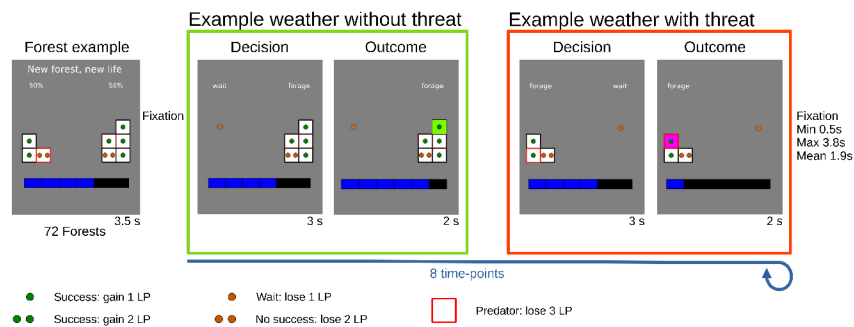 Example weather without threat
Example weather with threat
Forest example
Decision
Outcome
Decision
Outcome
New forest, new life
50%
50%
wait
forage
forage
forage
wait
forage
Fixation
Fixation
Min 0.5s
Max 3.8s
Mean 1.9s
3.5 s
3 s
2 s
3 s
2 s
72 Forests
8 time-points
Success: gain 1 LP
Wait: lose 1 LP
Predator: lose 3 LP
Success: gain 2 LP
No success: lose 2 LP